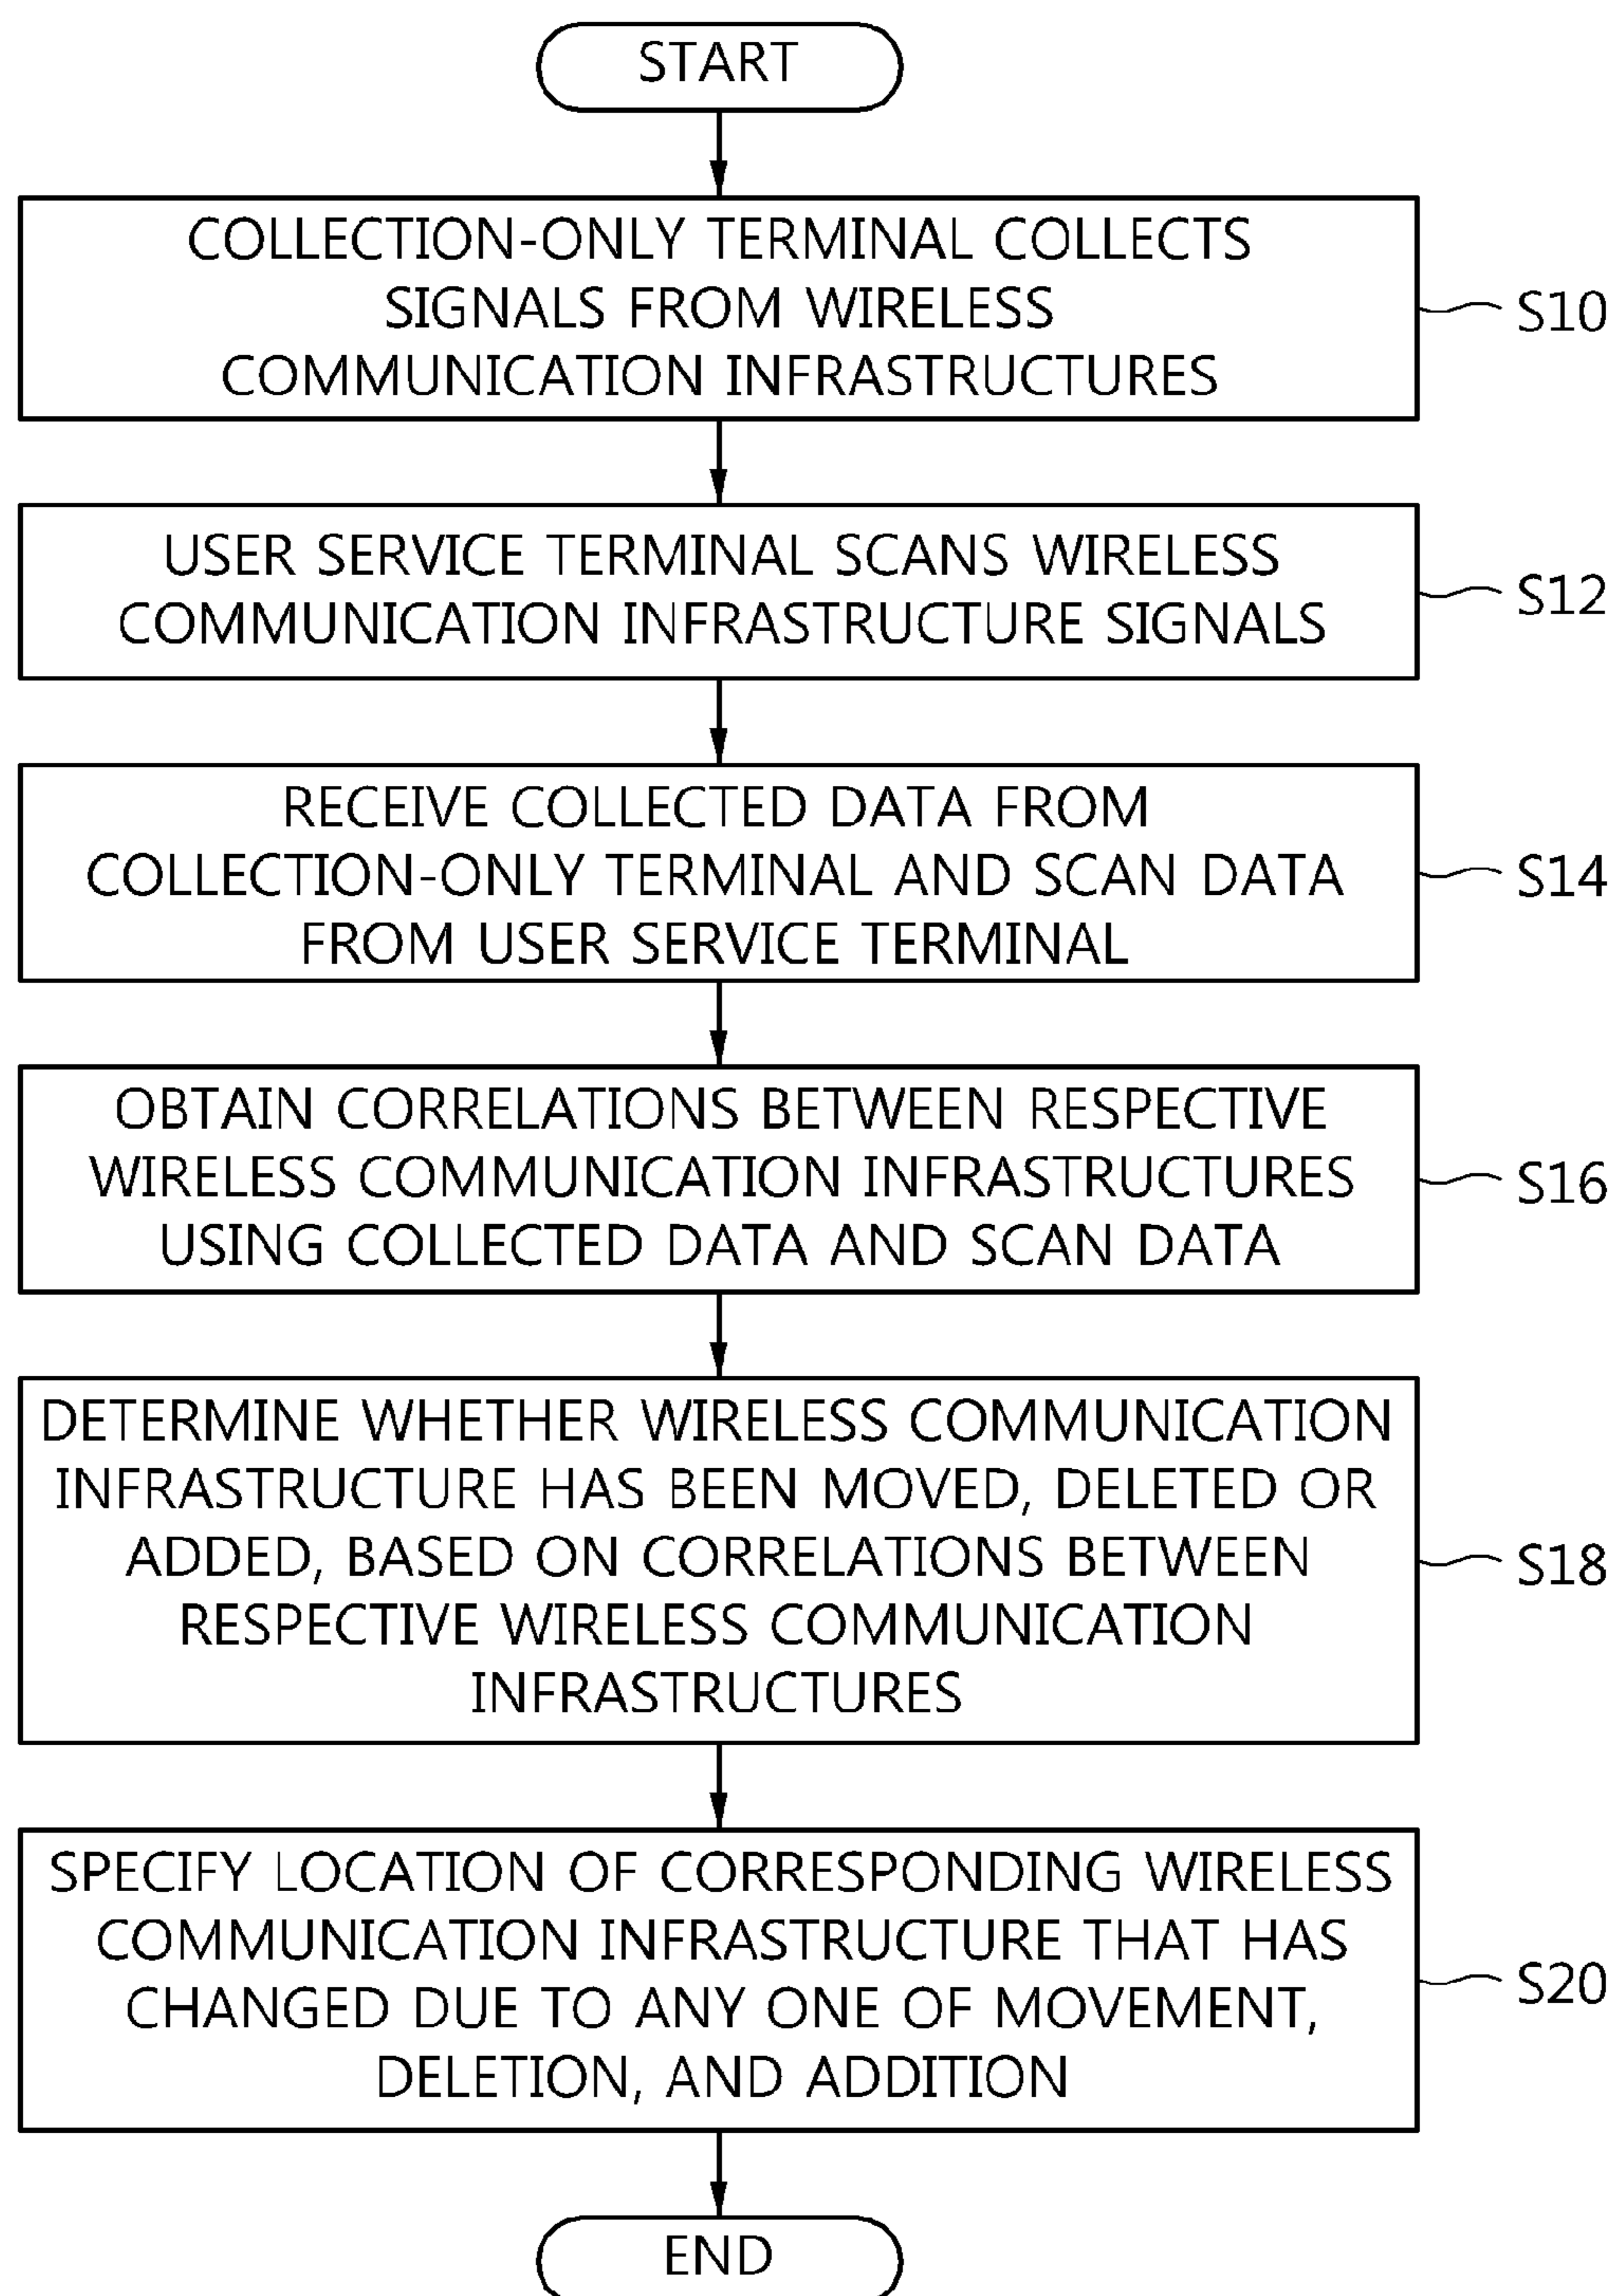 START
COLLECTION-ONLY TERMINAL COLLECTS
SIGNALS FROM WIRELESS
COMMUNICATION INFRASTRUCTURES
S10
USER SERVICE TERMINAL SCANS WIRELESS
COMMUNICATION INFRASTRUCTURE SIGNALS
S12
RECEIVE COLLECTED DATA FROM
COLLECTION-ONLY TERMINAL AND SCAN DATA
FROM USER SERVICE TERMINAL
S14
OBTAIN CORRELATIONS BETWEEN RESPECTIVE
WIRELESS COMMUNICATION INFRASTRUCTURES
USING COLLECTED DATA AND SCAN DATA
S16
DETERMINE WHETHER WIRELESS COMMUNICATION
INFRASTRUCTURE HAS BEEN MOVED, DELETED OR
ADDED, BASED ON CORRELATIONS BETWEEN
RESPECTIVE WIRELESS COMMUNICATION
INFRASTRUCTURES
S18
SPECIFY LOCATION OF CORRESPONDING WIRELESS
COMMUNICATION INFRASTRUCTURE THAT HAS
CHANGED DUE TO ANY ONE OF MOVEMENT,
DELETION, AND ADDITION
S20
END